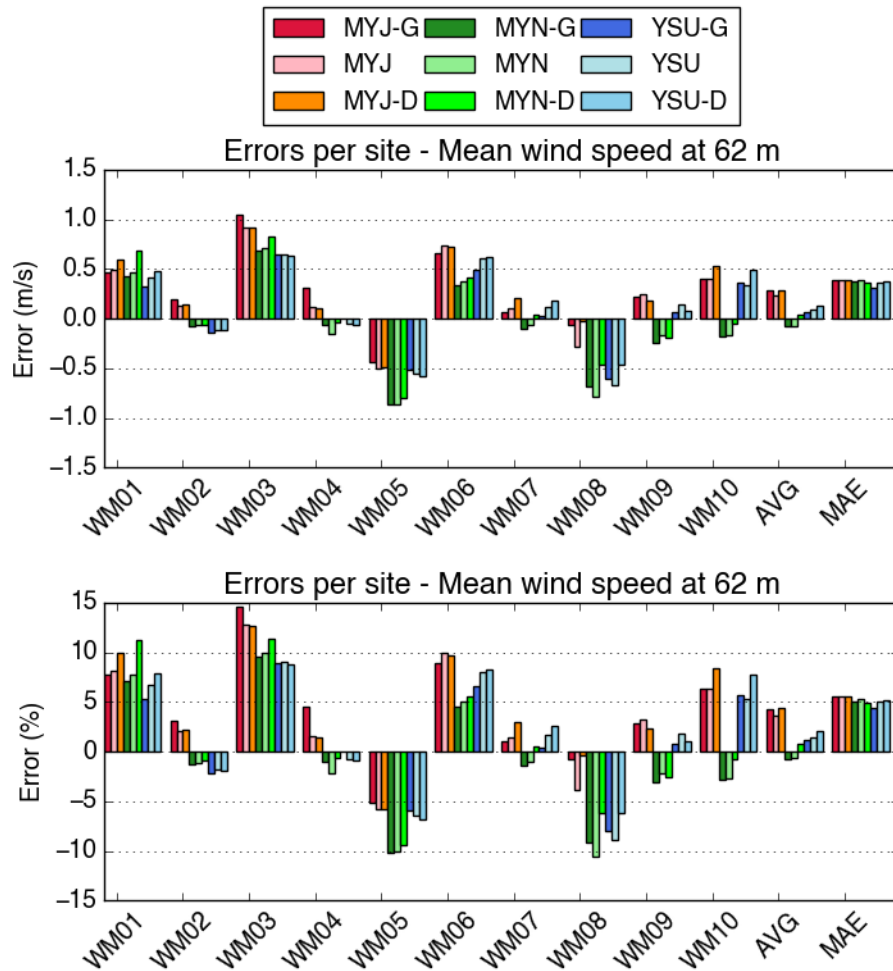 MYJ-G MYN-G YSU-G
MYJ MYN YSU
MYJ-D MYN-D YSU-D
Errors per site - Mean wind speed at 62 m
Error (m/s)
1.5
1.0
0.5
0.0
−0.5
−1.0
−1.5
WM01 WM02 WM03 WM04 WM05 WM06 WM07 WM08 WM09 WM10 AVG MAE
Errors per site - Mean wind speed at 62 m
Error (%)
15
10
5
0
−5
−10
−15
WM01 WM02 WM03 WM04 WM05 WM06 WM07 WM08 WM09 WM10 AVG MAE